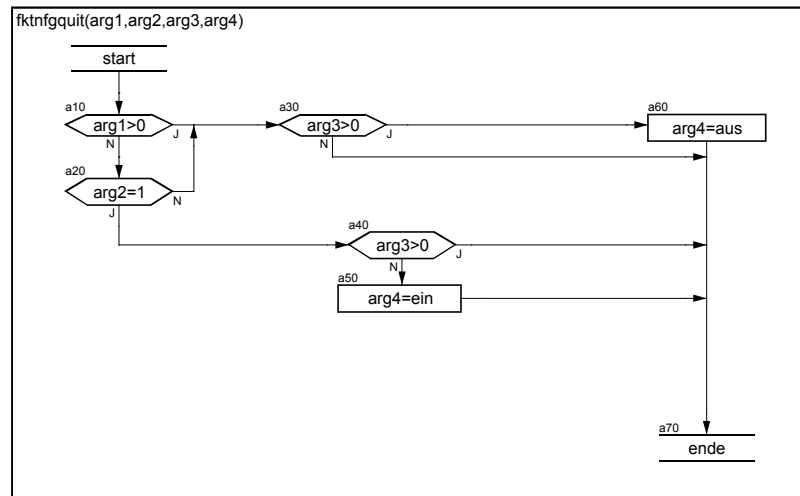 fktnfgquit(arg1,arg2,arg3,arg4)
start
a10
arg1>0
J
N
a30
arg3>0
J
N
a60
arg4=aus
a20
arg2=1
N
J
a40
arg3>0
J
N
a50
arg4=ein
a70
ende